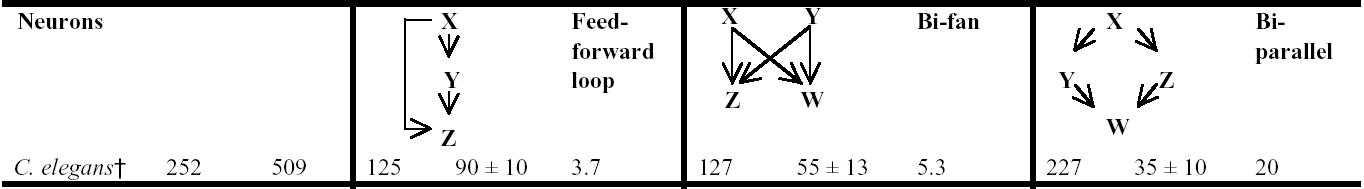 Neurons
X
Y
Z
Feed-
forward
loop
X Y
Z W
Bi-fan
X
Y Z
W
Bi-
parallel
C. elegans† 252 509 125 90 ± 10 3.7 127 55 ± 13 5.3 227 35 ± 10 20